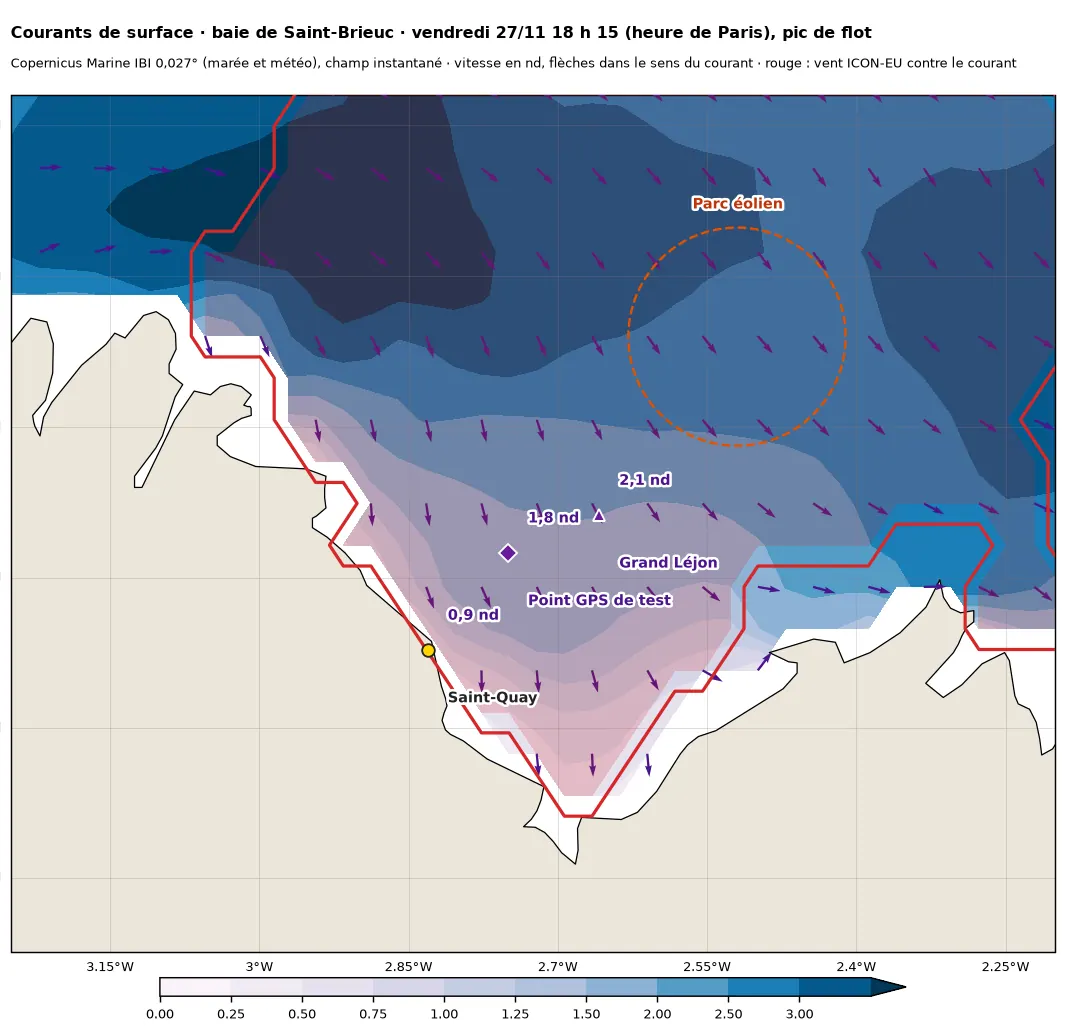 Courants de surface · baie de Saint-Brieuc · vendredi 27/11 18 h 15 (heure de Paris), pic de flot
Copernicus Marine IBI 0,027° (marée et météo), champ instantané · vitesse en nd, flèches dans le sens du courant · rouge : vent ICON-EU contre le courant
Parc éolien
2,1 nd
1,8 nd
Grand Léjon
Point GPS de test
0,9 nd
Saint-Quay
3.15°W 3°W 2.85°W 2.7°W 2.55°W 2.4°W 2.25°W
0.00 0.25 0.50 0.75 1.00 1.25 1.50 2.00 2.50 3.00